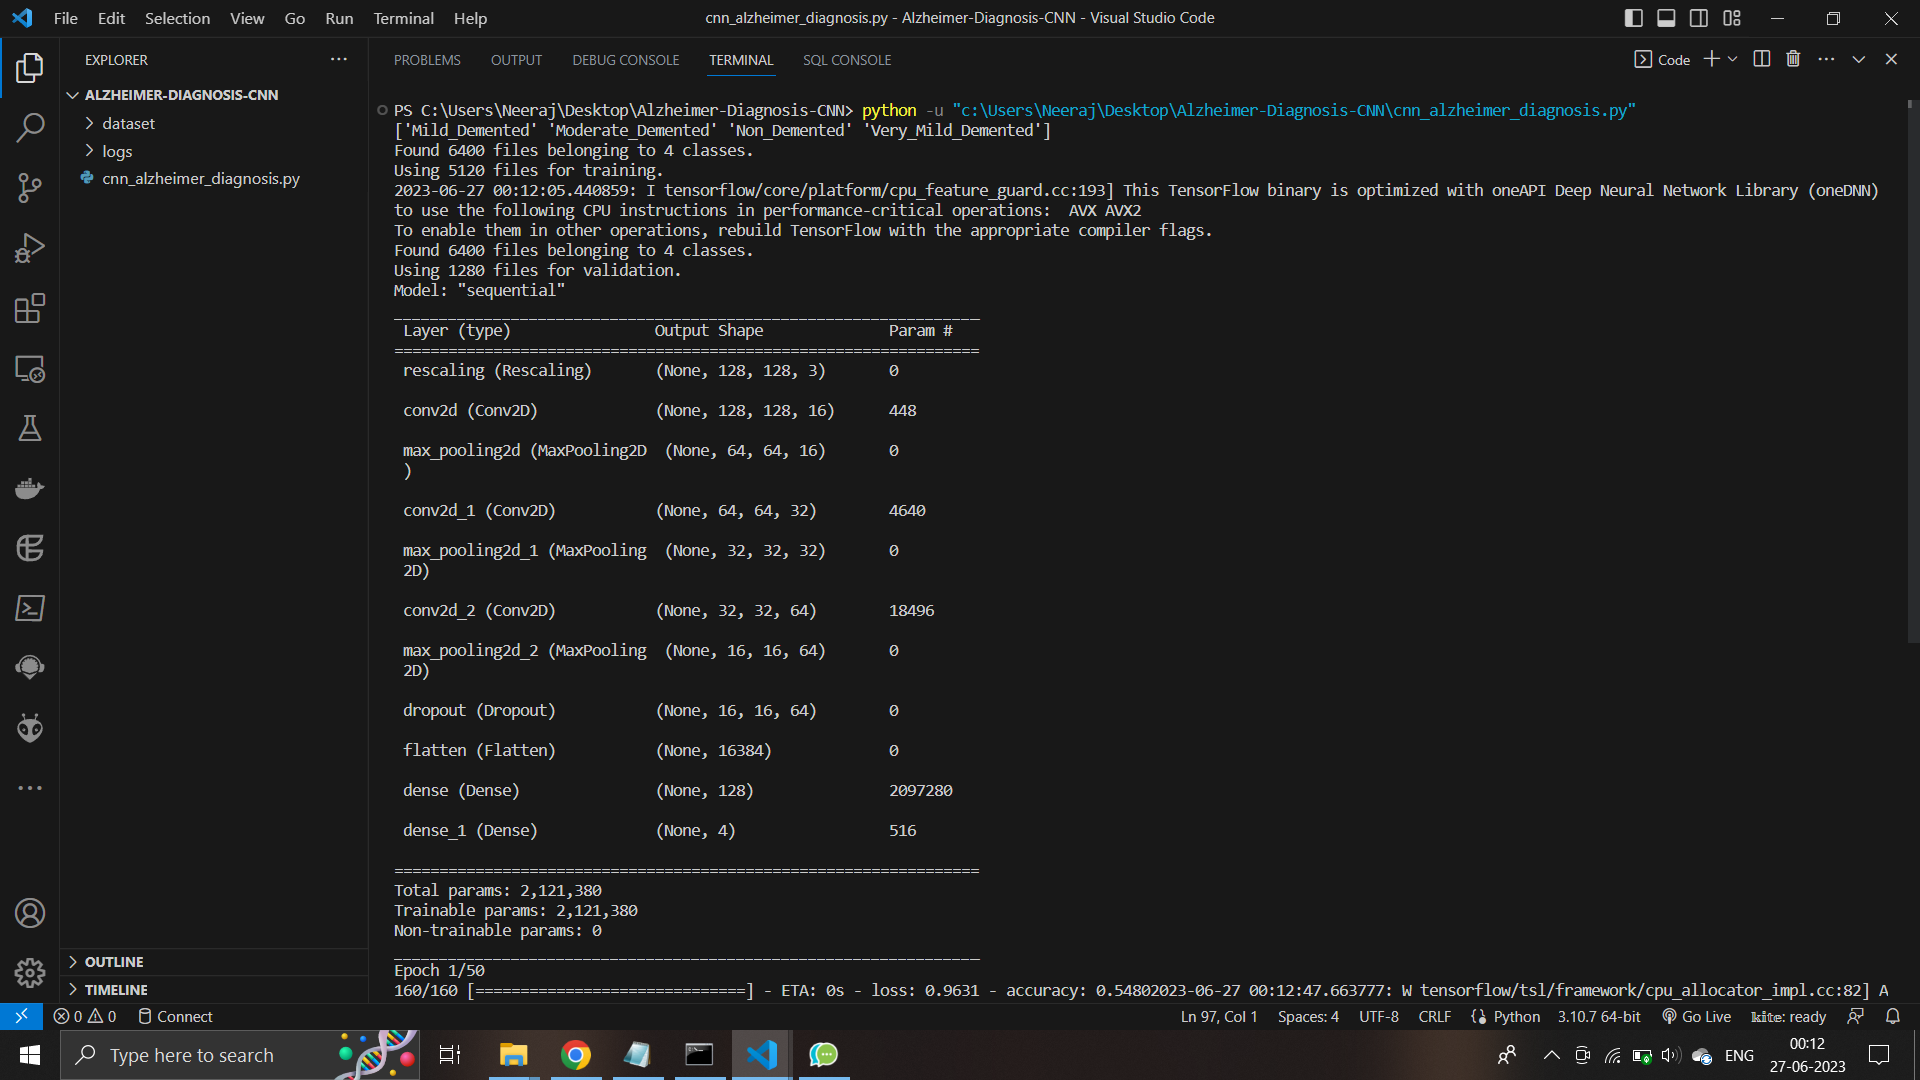 File Edit Selection View Go Run Terminal Help
cnn_alzheimer_diagnosis.py - Alzheimer-Diagnosis-CNN - Visual Studio Code
EXPLORER
ALZHEIMER-DIAGNOSIS-CNN
dataset
logs
cnn_alzheimer_diagnosis.py
OUTLINE
TIMELINE
PROBLEMS OUTPUT DEBUG CONSOLE TERMINAL SQL CONSOLE
Code
PS C:\Users\Neeraj\Desktop\Alzheimer-Diagnosis-CNN> python -u "c:\Users\Neeraj\Desktop\Alzheimer-Diagnosis-CNN\cnn_alzheimer_diagnosis.py"
['Mild_Demented' 'Moderate_Demented' 'Non_Demented' 'Very_Mild_Demented']
Found 6400 files belonging to 4 classes.
Using 5120 files for training.
2023-06-27 00:12:05.440859: I tensorflow/core/platform/cpu_feature_guard.cc:193] This TensorFlow binary is optimized with oneAPI Deep Neural Network Library (oneDNN)
to use the following CPU instructions in performance-critical operations:  AVX AVX2
To enable them in other operations, rebuild TensorFlow with the appropriate compiler flags.
Found 6400 files belonging to 4 classes.
Using 1280 files for validation.
Model: "sequential"
_________________________________________________________________
Layer (type) Output Shape Param #
=================================================================
rescaling (Rescaling) (None, 128, 128, 3) 0
conv2d (Conv2D) (None, 128, 128, 16) 448
max_pooling2d (MaxPooling2D (None, 64, 64, 16) 0
)
conv2d_1 (Conv2D) (None, 64, 64, 32) 4640
max_pooling2d_1 (MaxPooling (None, 32, 32, 32) 0
2D)
conv2d_2 (Conv2D) (None, 32, 32, 64) 18496
max_pooling2d_2 (MaxPooling (None, 16, 16, 64) 0
2D)
dropout (Dropout) (None, 16, 16, 64) 0
flatten (Flatten) (None, 16384) 0
dense (Dense) (None, 128) 2097280
dense_1 (Dense) (None, 4) 516
=================================================================
Total params: 2,121,380
Trainable params: 2,121,380
Non-trainable params: 0
_________________________________________________________________
Epoch 1/50
160/160 [==============================] - ETA: 0s - loss: 0.9631 - accuracy: 0.54802023-06-27 00:12:47.663777: W tensorflow/tsl/framework/cpu_allocator_impl.cc:82] A
0 0 Connect
Ln 97, Col 1 Spaces: 4 UTF-8 CRLF Python 3.10.7 64-bit Go Live kite: ready
Type here to search
ENG
00:12
27-06-2023